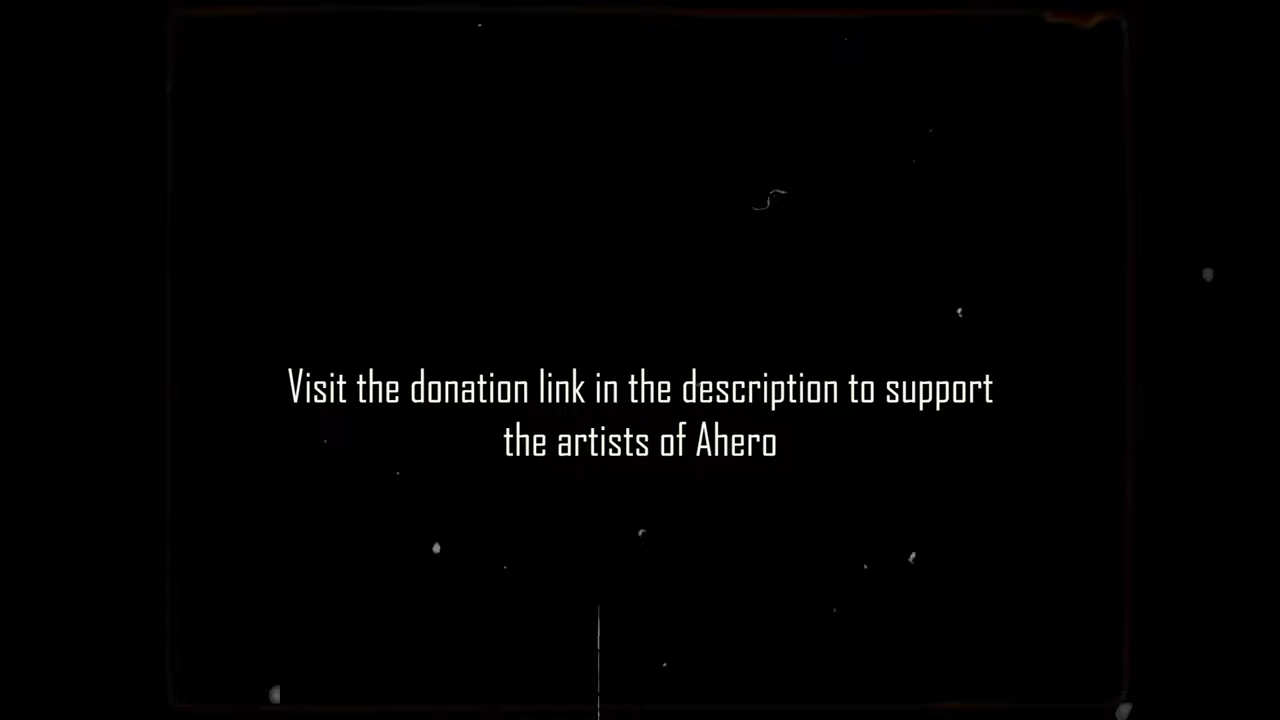 Visit the donation link in the description to support
the artists of Ahero